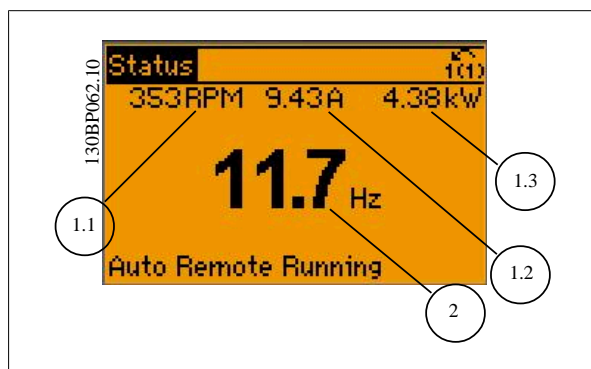 130BP062.10
Status
1(1)
353RPM 9.43A 4.38kW
11.7 Hz
Auto Remote Running
1.1
1.2
1.3
2